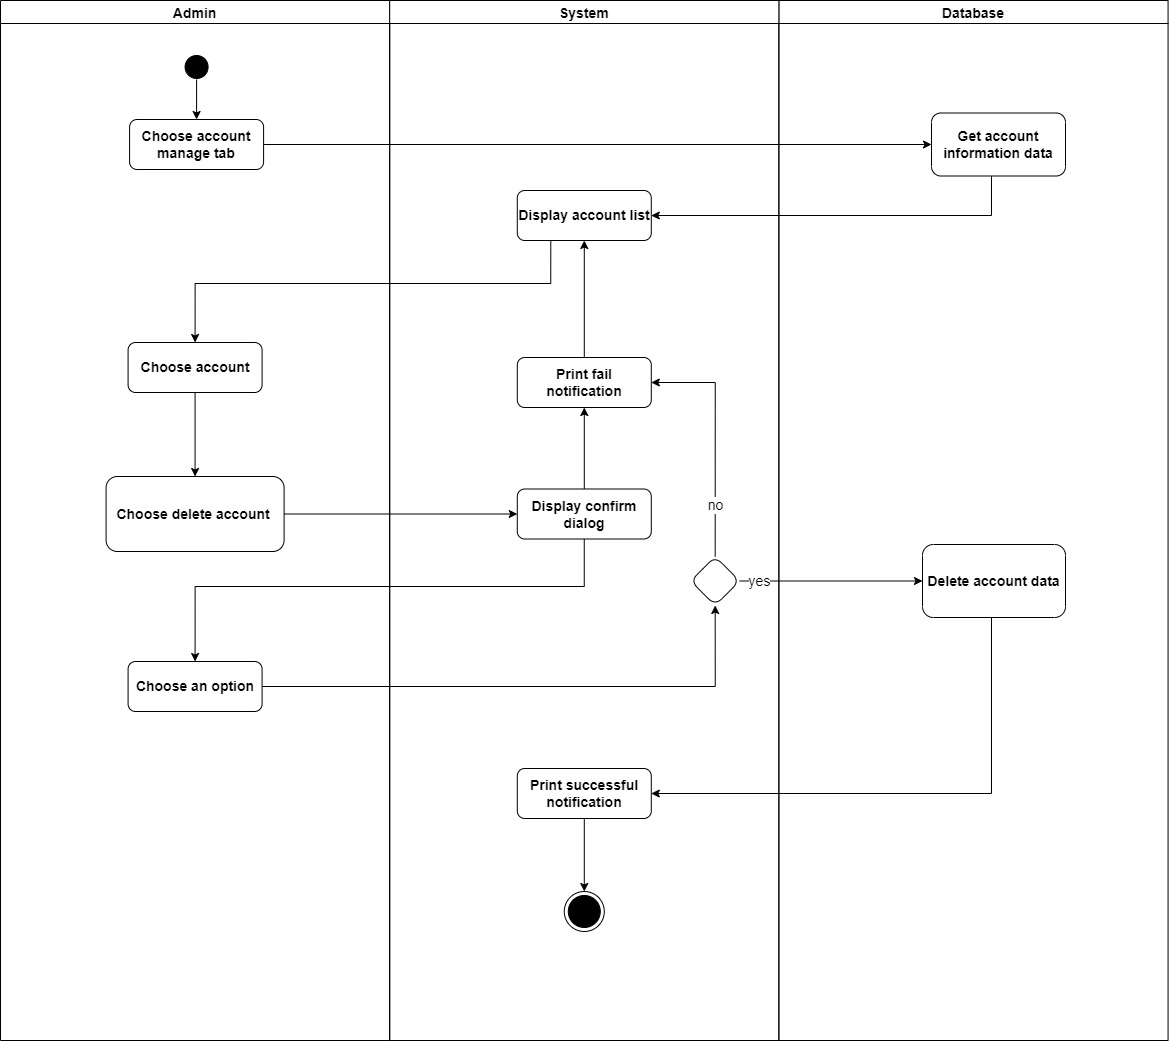 Admin
System
Database
Choose account
manage tab
Get account
information data
Display account list
Choose account
Print fail
notification
no
Choose delete account
Display confirm
dialog
yes
Delete account data
Choose an option
Print successful
notification